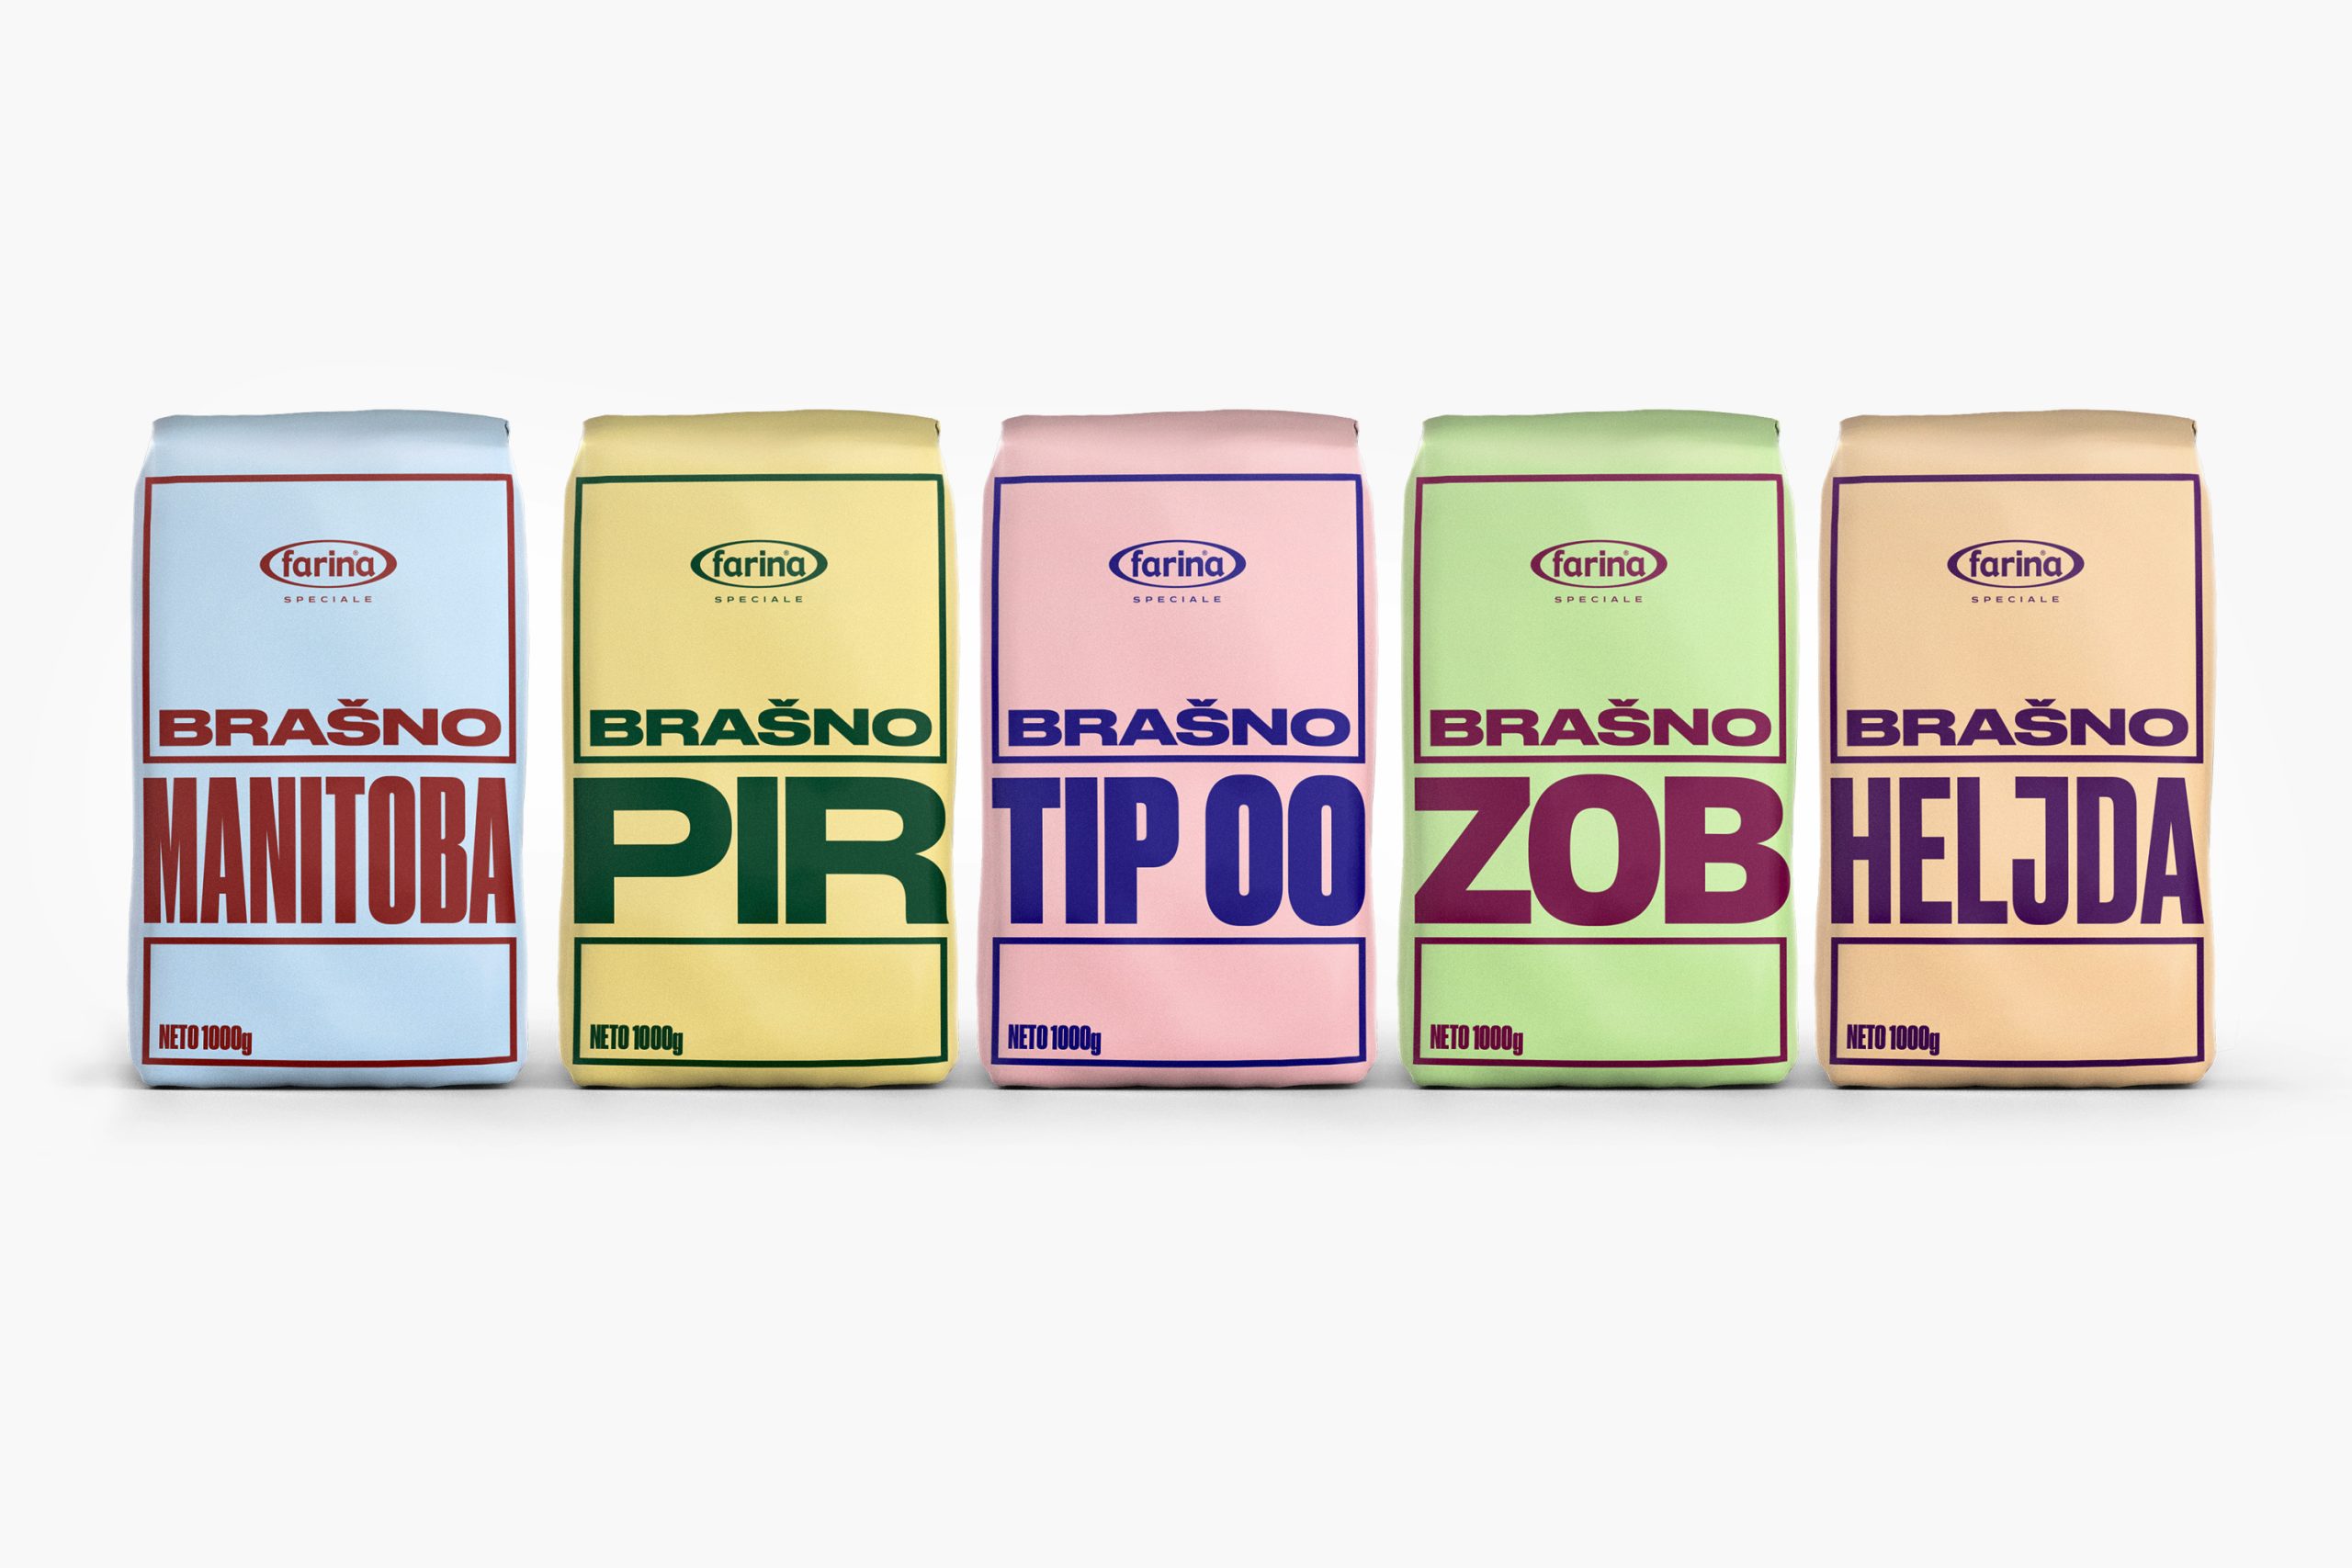 farina®
SPECIALE
BRAŠNO
MANITOBA
NETO 1000g
farina®
SPECIALE
BRAŠNO
PIR
NETO 1000g
farina®
SPECIALE
BRAŠNO
TIP 00
NETO 1000g
farina®
SPECIALE
BRAŠNO
ZOB
NETO 1000g
farina®
SPECIALE
BRAŠNO
HELJDA
NETO 1000g